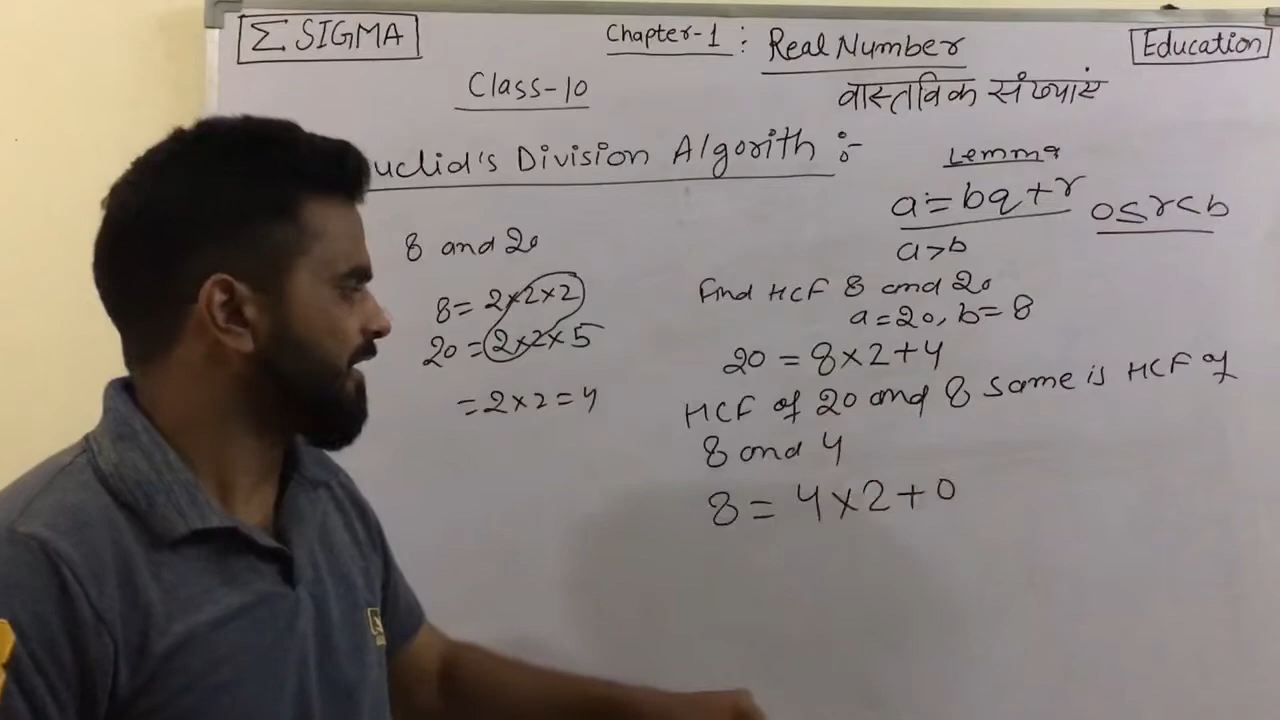 Σ SIGMA
Chapter-1 : Real Number
Education
Class-10
वास्तविक संख्याएं
uclid's Division Algorith :-
Lemma
a = bq + r
0 ≤ r < b
a > b
8 and 20
8 = 2×2×2
20 = 2×2×5
= 2×2 = 4
Find HCF 8 and 20
a = 20, b = 8
20 = 8×2+4
HCF of 20 and 8 same is HCF of
8 and 4
8 = 4×2+0